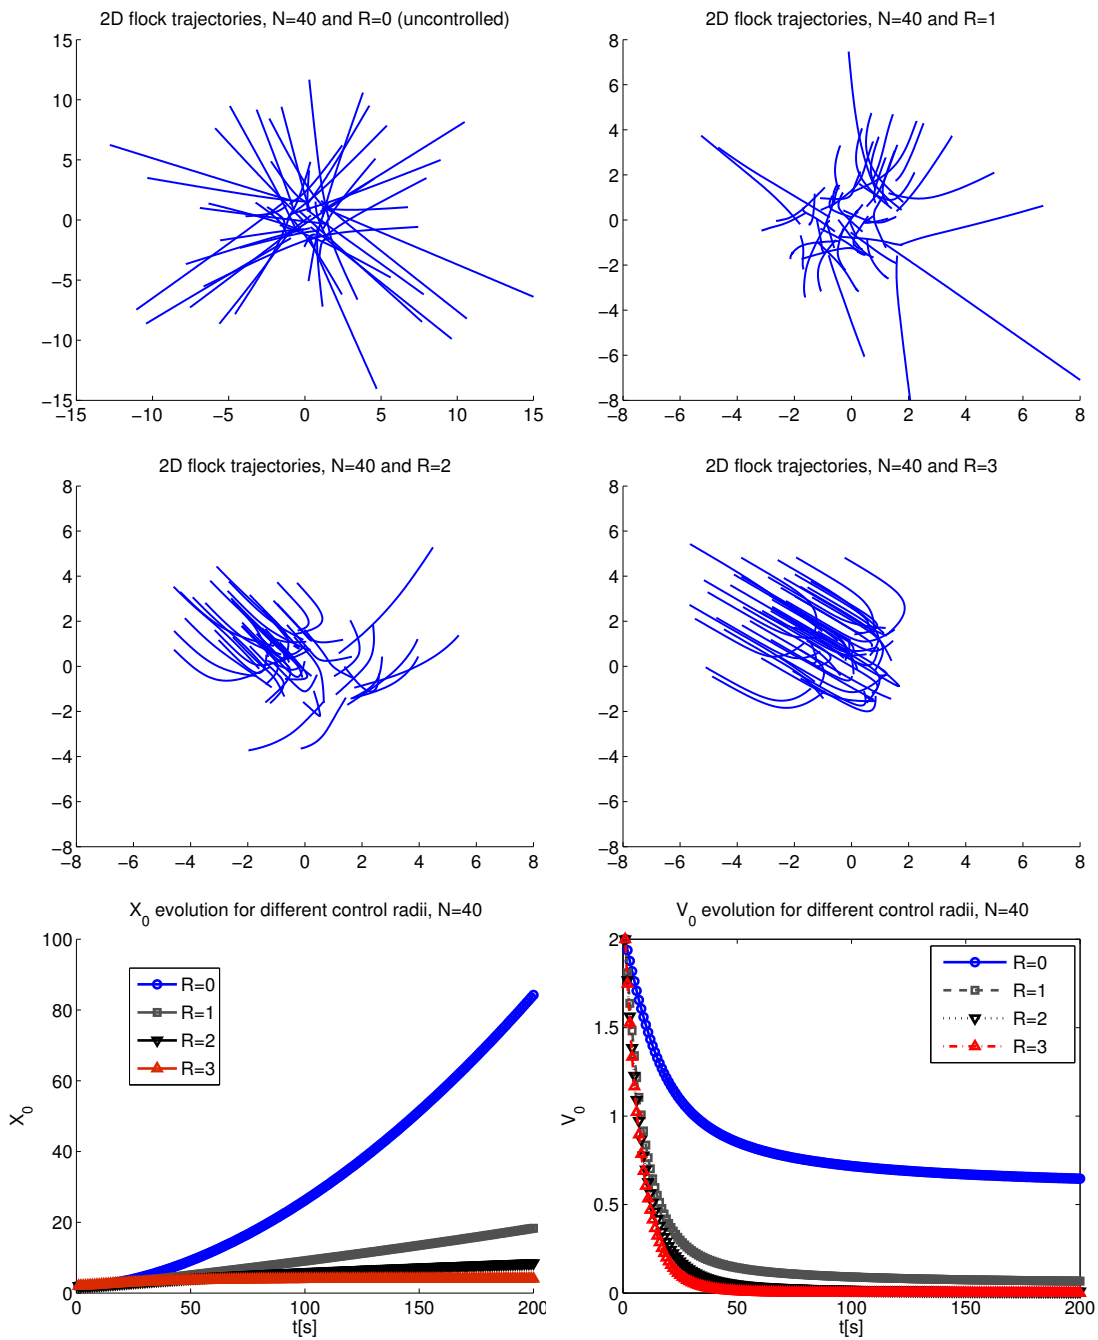 2D flock trajectories, N=40 and R=0 (uncontrolled)
15
10
5
0
−5
−10
−15
−15 −10 −5 0 5 10 15
2D flock trajectories, N=40 and R=1
8
6
4
2
0
−2
−4
−6
−8
−8 −6 −4 −2 0 2 4 6 8
2D flock trajectories, N=40 and R=2
8
6
4
2
0
−2
−4
−6
−8
−8 −6 −4 −2 0 2 4 6 8
2D flock trajectories, N=40 and R=3
8
6
4
2
0
−2
−4
−6
−8
−8 −6 −4 −2 0 2 4 6 8
X_0 evolution for different control radii, N=40
100
80
60
40
20
0
X_0
R=0
R=1
R=2
R=3
0 50 100 150 200
t[s]
V_0 evolution for different control radii, N=40
2
1.5
1
0.5
0
V_0
R=0
R=1
R=2
R=3
0 50 100 150 200
t[s]